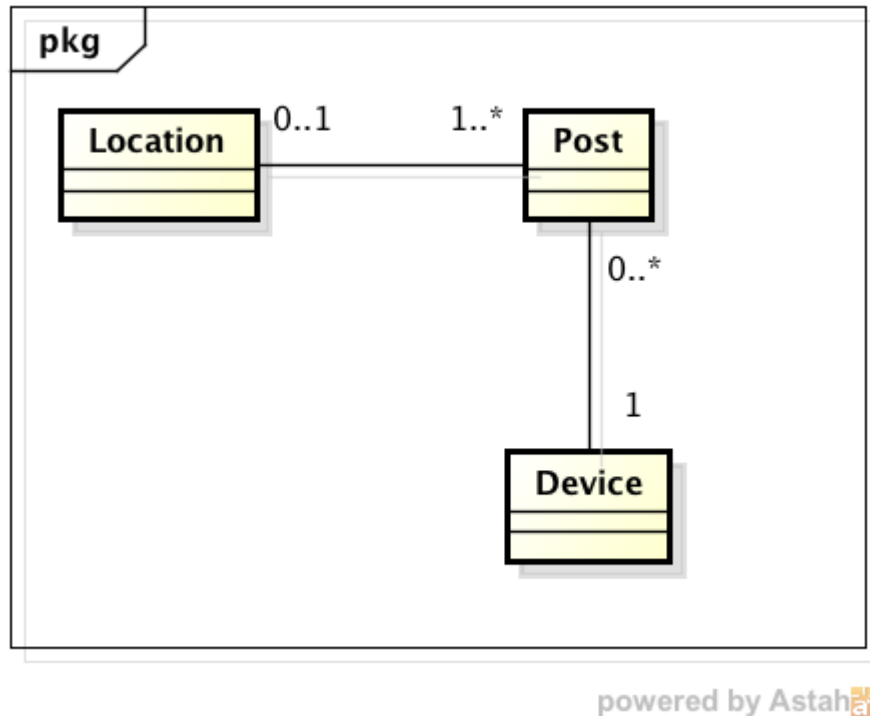 pkg
Location
0..1
1..*
Post
0..*
1
Device
powered by Astah